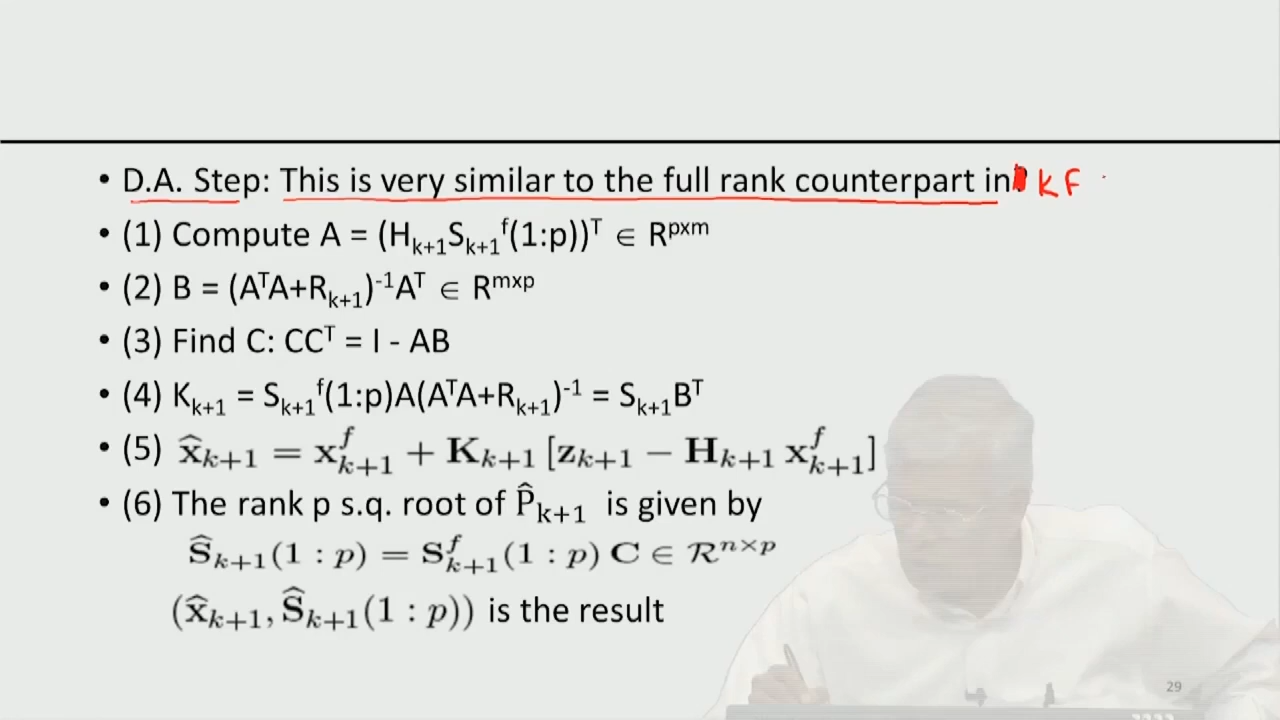 • D.A. Step: This is very similar to the full rank counterpart in KF
• (1) Compute A = (Hₖ₊₁Sₖ₊₁ᶠ(1:p))ᵀ ∈ Rᵖˣᵐ
• (2) B = (AᵀA+Rₖ₊₁)⁻¹Aᵀ ∈ Rᵐˣᵖ
• (3) Find C: CCᵀ = I - AB
• (4) Kₖ₊₁ = Sₖ₊₁ᶠ(1:p)A(AᵀA+Rₖ₊₁)⁻¹ = Sₖ₊₁Bᵀ
• (5) x̂ₖ₊₁ = xᶠₖ₊₁ + Kₖ₊₁ [zₖ₊₁ − Hₖ₊₁ xᶠₖ₊₁]
• (6) The rank p s.q. root of P̂ₖ₊₁ is given by
Ŝₖ₊₁(1 : p) = Sᶠₖ₊₁(1 : p) C ∈ ℛⁿˣᵖ
(x̂ₖ₊₁, Ŝₖ₊₁(1 : p)) is the result
29